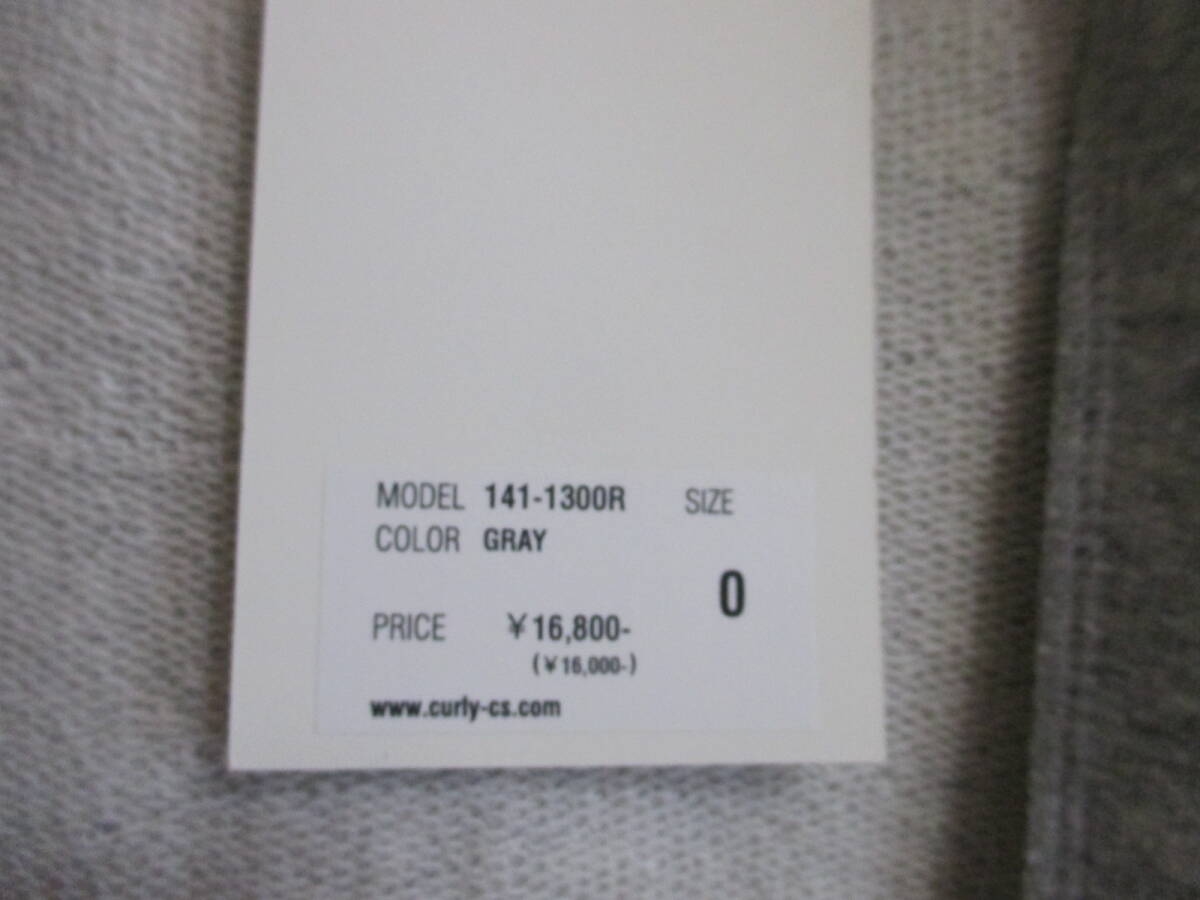 MODEL 141-1300R SIZE
COLOR GRAY
0
PRICE ¥16,800-
(¥16,000-)
www.curly-cs.com